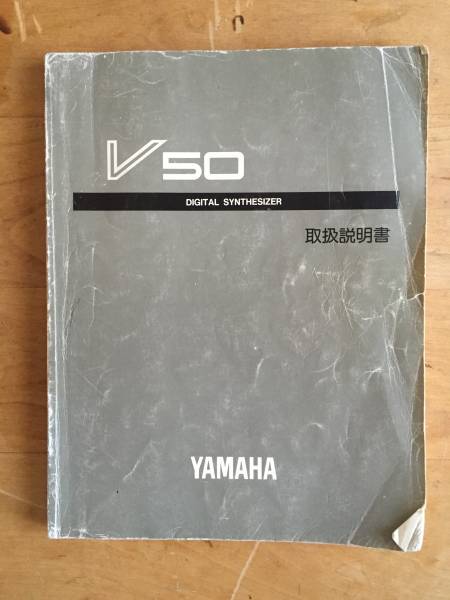 V50
DIGITAL SYNTHESIZER
取扱説明書
YAMAHA